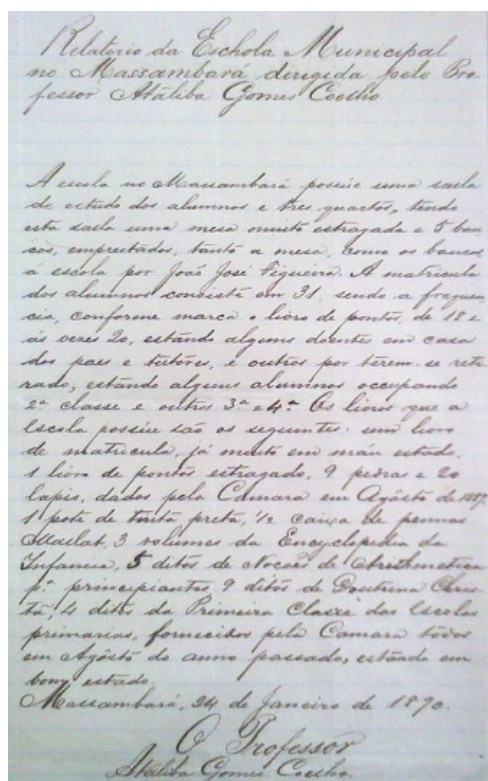 Relatorio da Eschola Municipal
no Massambará dirigida pelo Pro-
fessor Ataliba Gomes Coelho
A escola no Massambará possue uma sala
de estudo dos alumnos e tres quartos, tendo
esta sala uma mesa muito estragada e 5 ban-
cos, emprestados, tanto a mesa, como os bancos,
a escola por João José Figueira. A matricula
dos alumnos consiste em 31, sendo a frequen-
cia, conforme marca o livro de pontos, de 18 e
ás vezes 20, estando alguns doentes em casa
dos paes e tutores, e outros por terem-se reti-
rado; estando alguns alumnos occupando
2ª classe e outros 3ª e 4ª Os livros que a
escola possue são os seguintes: um livro
de matricula, já muito em máu estado.
1 livro de pontos estragado, 9 pedras e 20
lapis, dados pela Camara em Agôsto de 1889.
1 pote de tinta preta, ½ caixa de pennas
Mallat, 3 volumes da Encyclopedia da
Infancia, 5 ditos de Nocões de Arithmetica
pª principiantes, 9 ditos de Doutrina Chris-
tã, 4 ditos da Primeira Classe das escolas
primarias, fornecidos pela Camara todos
em Agôsto do anno passado, estando em
bom estado.
Massambará, 24 de Janeiro de 1890.
O Professor
Ataliba Gomes Coelho